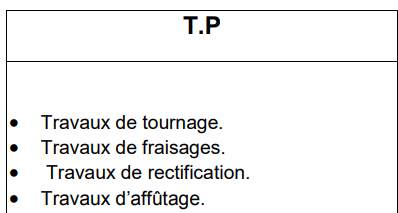 T.P
• Travaux de tournage.
• Travaux de fraisages.
• Travaux de rectification.
• Travaux d'affûtage.